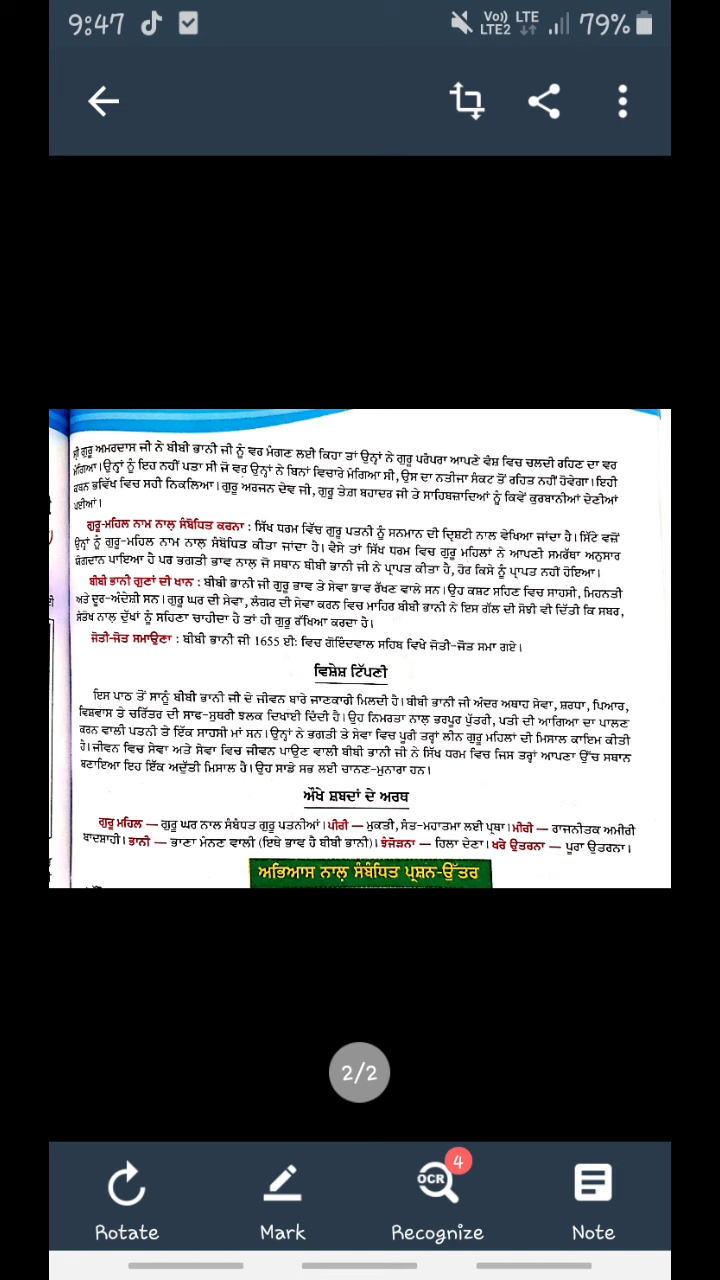 9:47
Vo)) LTE
LTE2
79%
ਸ੍ਰੀ ਗੁਰੂ ਅਮਰਦਾਸ ਜੀ ਨੇ ਬੀਬੀ ਭਾਨੀ ਜੀ ਨੂੰ ਵਰ ਮੰਗਣ ਲਈ ਕਿਹਾ ਤਾਂ ਉਨ੍ਹਾਂ ਨੇ ਗੁਰੂ ਪਰੰਪਰਾ ਆਪਣੇ ਵੰਸ਼ ਵਿਚ ਚਲਦੀ ਰਹਿਣ ਦਾ ਵਰ
ਮੰਗਿਆ। ਉਨ੍ਹਾਂ ਨੂੰ ਇਹ ਨਹੀਂ ਪਤਾ ਸੀ ਜੋ ਵਰ ਉਨ੍ਹਾਂ ਨੇ ਬਿਨਾਂ ਵਿਚਾਰੇ ਮੰਗਿਆ ਸੀ, ਉਸ ਦਾ ਨਤੀਜਾ ਸੰਕਟ ਤੋਂ ਰਹਿਤ ਨਹੀਂ ਹੋਵੇਗਾ। ਇਹੀ
ਕਥਨ ਭਵਿੱਖ ਵਿਚ ਸਹੀ ਨਿਕਲਿਆ। ਗੁਰੂ ਅਰਜਨ ਦੇਵ ਜੀ, ਗੁਰੂ ਤੇਗ਼ ਬਹਾਦਰ ਜੀ ਤੇ ਸਾਹਿਬਜ਼ਾਦਿਆਂ ਨੂੰ ਕਿਵੇਂ ਕੁਰਬਾਨੀਆਂ ਦੇਣੀਆਂ
ਪਈਆਂ।
ਗੁਰੂ-ਮਹਿਲ ਨਾਮ ਨਾਲ਼ ਸੰਬੋਧਿਤ ਕਰਨਾ : ਸਿੱਖ ਧਰਮ ਵਿੱਚ ਗੁਰੂ ਪਤਨੀ ਨੂੰ ਸਨਮਾਨ ਦੀ ਦ੍ਰਿਸ਼ਟੀ ਨਾਲ ਵੇਖਿਆ ਜਾਂਦਾ ਹੈ। ਸਿੱਟੇ ਵਜੋਂ
ਉਨ੍ਹਾਂ ਨੂੰ ਗੁਰੂ-ਮਹਿਲ ਨਾਮ ਨਾਲ਼ ਸੰਬੋਧਿਤ ਕੀਤਾ ਜਾਂਦਾ ਹੈ। ਵੈਸੇ ਤਾਂ ਸਿੱਖ ਧਰਮ ਵਿਚ ਗੁਰੂ ਮਹਿਲਾਂ ਨੇ ਆਪਣੀ ਸਮਰੱਥਾ ਅਨੁਸਾਰ
ਯੋਗਦਾਨ ਪਾਇਆ ਹੈ ਪਰ ਭਗਤੀ ਭਾਵ ਨਾਲ਼ ਜੋ ਸਥਾਨ ਬੀਬੀ ਭਾਨੀ ਜੀ ਨੇ ਪ੍ਰਾਪਤ ਕੀਤਾ ਹੈ, ਹੋਰ ਕਿਸੇ ਨੂੰ ਪ੍ਰਾਪਤ ਨਹੀਂ ਹੋਇਆ।
ਬੀਬੀ ਭਾਨੀ ਗੁਣਾਂ ਦੀ ਖਾਨ : ਬੀਬੀ ਭਾਨੀ ਜੀ ਗੁਰੂ ਭਾਵ ਤੇ ਸੇਵਾ ਭਾਵ ਰੱਖਣ ਵਾਲੇ ਸਨ। ਉਹ ਕਸ਼ਟ ਸਹਿਣ ਵਿਚ ਸਾਹਸੀ, ਮਿਹਨਤੀ
ਅਤੇ ਦੂਰ-ਅੰਦੇਸ਼ੀ ਸਨ। ਗੁਰੂ ਘਰ ਦੀ ਸੇਵਾ, ਲੰਗਰ ਦੀ ਸੇਵਾ ਕਰਨ ਵਿਚ ਮਾਹਿਰ ਬੀਬੀ ਭਾਨੀ ਨੇ ਇਸ ਗੱਲ ਦੀ ਸੋਝੀ ਵੀ ਦਿੱਤੀ ਕਿ ਸਬਰ,
ਸੰਤੋਖ ਨਾਲ਼ ਦੁੱਖਾਂ ਨੂੰ ਸਹਿਣਾ ਚਾਹੀਦਾ ਹੈ ਤਾਂ ਹੀ ਗੁਰੂ ਰੱਖਿਆ ਕਰਦਾ ਹੈ।
ਜੋਤੀ-ਜੋਤ ਸਮਾਉਣਾ : ਬੀਬੀ ਭਾਨੀ ਜੀ 1655 ਈ: ਵਿਚ ਗੋਇੰਦਵਾਲ ਸਹਿਬ ਵਿਖੇ ਜੋਤੀ-ਜੋਤ ਸਮਾ ਗਏ।
ਵਿਸ਼ੇਸ਼ ਟਿੱਪਣੀ
ਇਸ ਪਾਠ ਤੋਂ ਸਾਨੂੰ ਬੀਬੀ ਭਾਨੀ ਜੀ ਦੇ ਜੀਵਨ ਬਾਰੇ ਜਾਣਕਾਰੀ ਮਿਲਦੀ ਹੈ। ਬੀਬੀ ਭਾਨੀ ਜੀ ਅੰਦਰ ਅਥਾਹ ਸੇਵਾ, ਸ਼ਰਧਾ, ਪਿਆਰ,
ਵਿਸ਼ਵਾਸ ਤੇ ਚਰਿੱਤਰ ਦੀ ਸਾਫ-ਸੁਥਰੀ ਝਲਕ ਦਿਖਾਈ ਦਿੰਦੀ ਹੈ। ਉਹ ਨਿਮਰਤਾ ਨਾਲ਼ ਭਰਪੂਰ ਪੁੱਤਰੀ, ਪਤੀ ਦੀ ਆਗਿਆ ਦਾ ਪਾਲਣ
ਕਰਨ ਵਾਲੀ ਪਤਨੀ ਤੇ ਇੱਕ ਸਾਹਸੀ ਮਾਂ ਸਨ। ਉਨ੍ਹਾਂ ਨੇ ਭਗਤੀ ਤੇ ਸੇਵਾ ਵਿਚ ਪੂਰੀ ਤਰ੍ਹਾਂ ਲੀਨ ਗੁਰੂ ਮਹਿਲਾਂ ਦੀ ਮਿਸਾਲ ਕਾਇਮ ਕੀਤੀ
ਹੈ। ਜੀਵਨ ਵਿਚ ਸੇਵਾ ਅਤੇ ਸੇਵਾ ਵਿਚ ਜੀਵਨ ਪਾਉਣ ਵਾਲੀ ਬੀਬੀ ਭਾਨੀ ਜੀ ਨੇ ਸਿੱਖ ਧਰਮ ਵਿਚ ਜਿਸ ਤਰ੍ਹਾਂ ਆਪਣਾ ਉੱਚ ਸਥਾਨ
ਬਣਾਇਆ ਇਹ ਇੱਕ ਅਦੁੱਤੀ ਮਿਸਾਲ ਹੈ। ਉਹ ਸਾਡੇ ਸਭ ਲਈ ਚਾਨਣ-ਮੁਨਾਰਾ ਹਨ।
ਔਖੇ ਸ਼ਬਦਾਂ ਦੇ ਅਰਥ
ਗੁਰੂ ਮਹਿਲ — ਗੁਰੂ ਘਰ ਨਾਲ ਸੰਬੰਧਤ ਗੁਰੂ ਪਤਨੀਆਂ। ਪੀਰੀ — ਮੁਕਤੀ, ਸੰਤ-ਮਹਾਤਮਾ ਲਈ ਪ੍ਰਥਾ। ਮੀਰੀ — ਰਾਜਨੀਤਕ ਅਮੀਰੀ
ਬਾਦਸ਼ਾਹੀ। ਭਾਨੀ — ਭਾਣਾ ਮੰਨਣ ਵਾਲੀ (ਇਥੇ ਭਾਵ ਹੈ ਬੀਬੀ ਭਾਨੀ)। ਝੰਜੋੜਨਾ — ਹਿਲਾ ਦੇਣਾ। ਖਰੇ ਉਤਰਨਾ — ਪੂਰਾ ਉਤਰਨਾ।
ਅਭਿਆਸ ਨਾਲ਼ ਸੰਬੰਧਿਤ ਪ੍ਰਸ਼ਨ-ਉੱਤਰ
2/2
4
OCR
Rotate
Mark
Recognize
Note